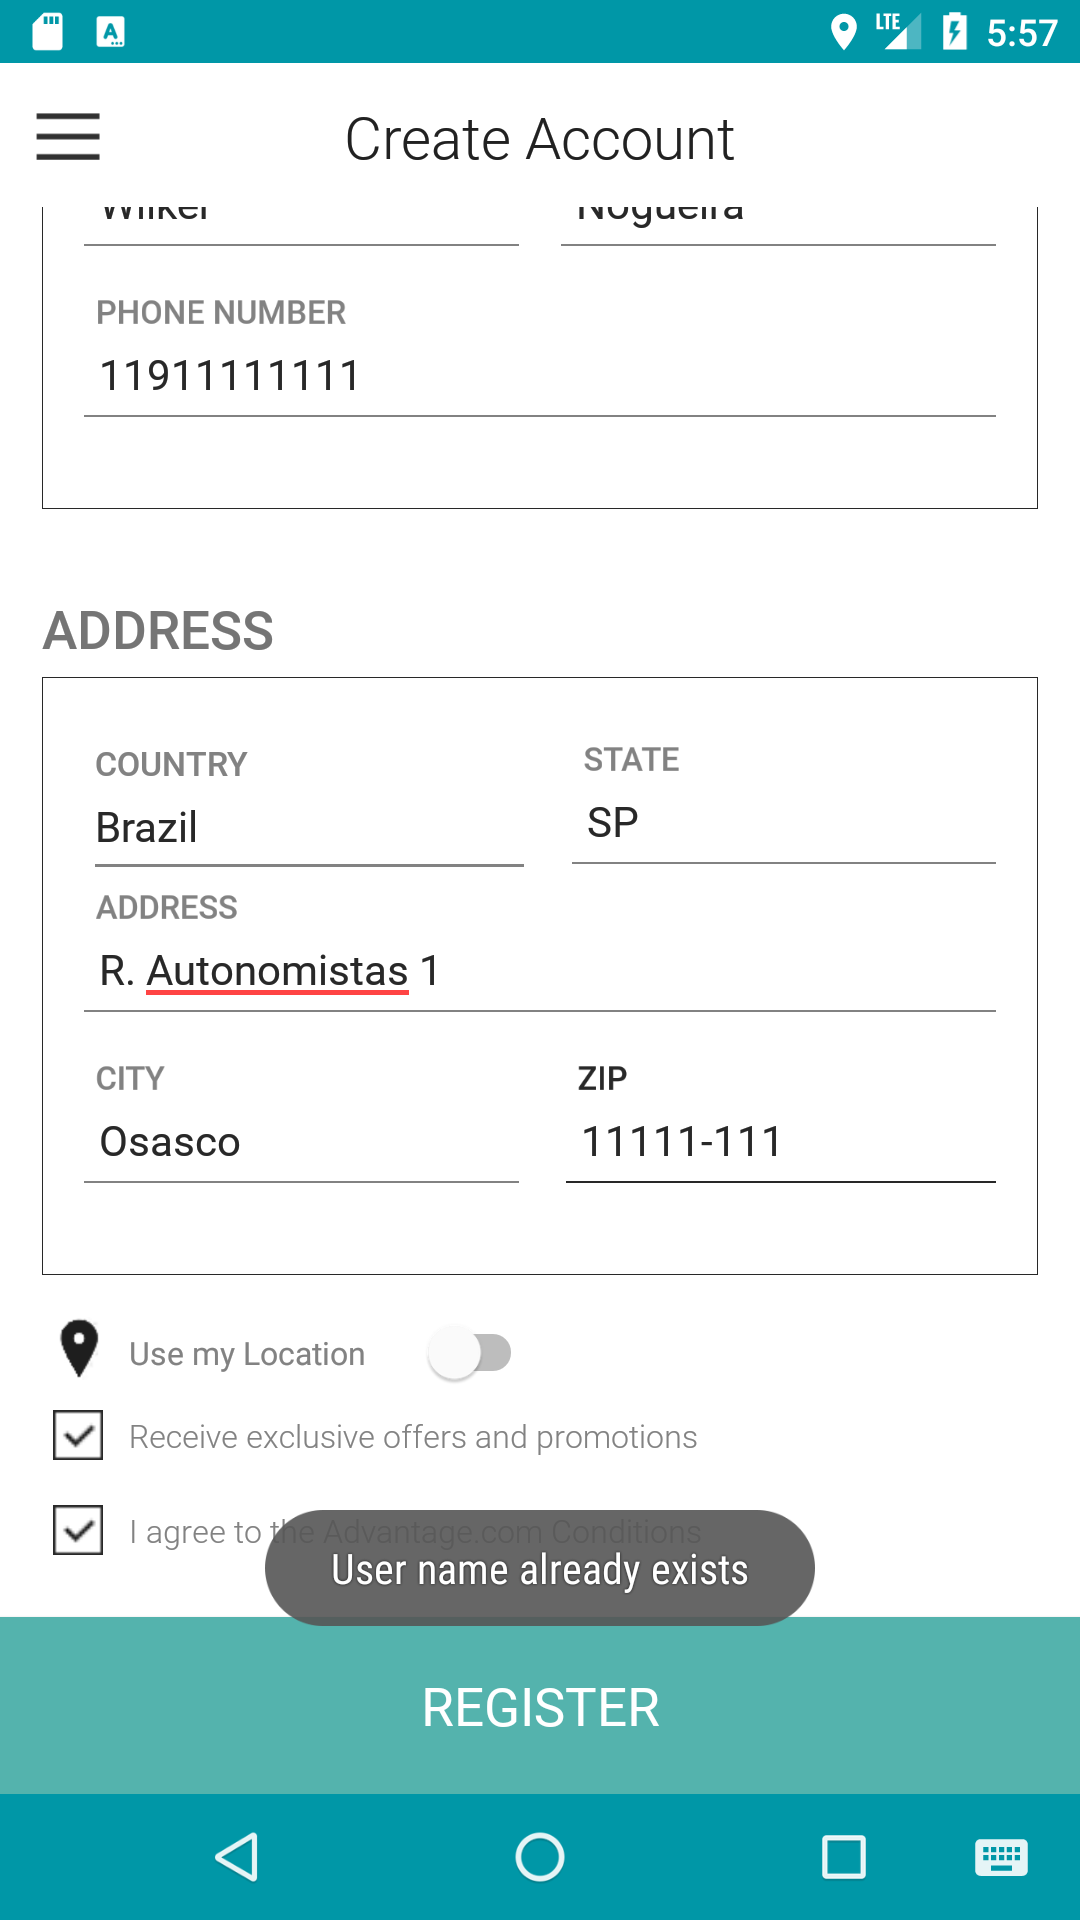 LTE 5:57
Create Account
Wilker Nogueira
PHONE NUMBER
11911111111
ADDRESS
COUNTRY STATE
Brazil SP
ADDRESS
R. Autonomistas 1
CITY ZIP
Osasco 11111-111
Use my Location
Receive exclusive offers and promotions
I agree to the Advantage.com Conditions
User name already exists
REGISTER